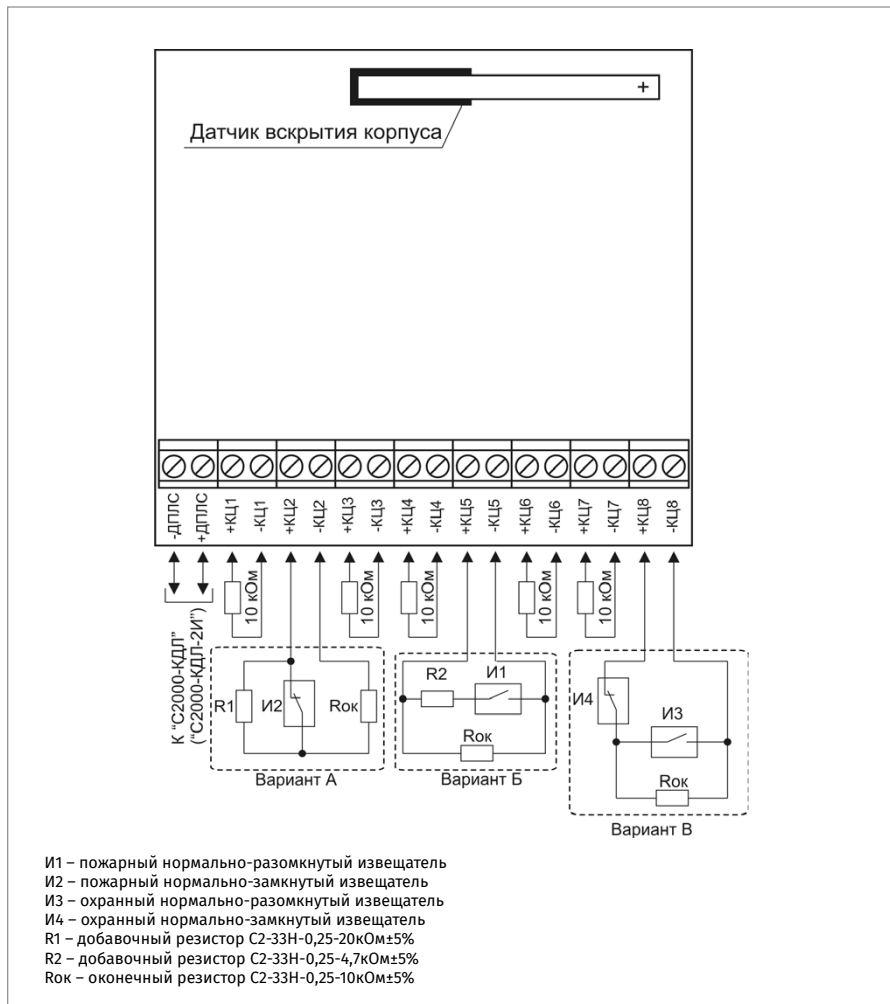 +
Датчик вскрытия корпуса
-ДПЛС
+ДПЛС
+КЦ1
-КЦ1
+КЦ2
-КЦ2
+КЦ3
-КЦ3
+КЦ4
-КЦ4
+КЦ5
-КЦ5
+КЦ6
-КЦ6
+КЦ7
-КЦ7
+КЦ8
-КЦ8
К "С2000-КДЛ"
("С2000-КДЛ-2И")
10 кОм
10 кОм
10 кОм
10 кОм
10 кОм
R1
И2
Rок
Вариант А
R2
И1
Rок
Вариант Б
И4
И3
Rок
Вариант В
И1 – пожарный нормально-разомкнутый извещатель
И2 – пожарный нормально-замкнутый извещатель
И3 – охранный нормально-разомкнутый извещатель
И4 – охранный нормально-замкнутый извещатель
R1 – добавочный резистор С2-33Н-0,25-20кОм±5%
R2 – добавочный резистор С2-33Н-0,25-4,7кОм±5%
Rок – оконечный резистор С2-33Н-0,25-10кОм±5%